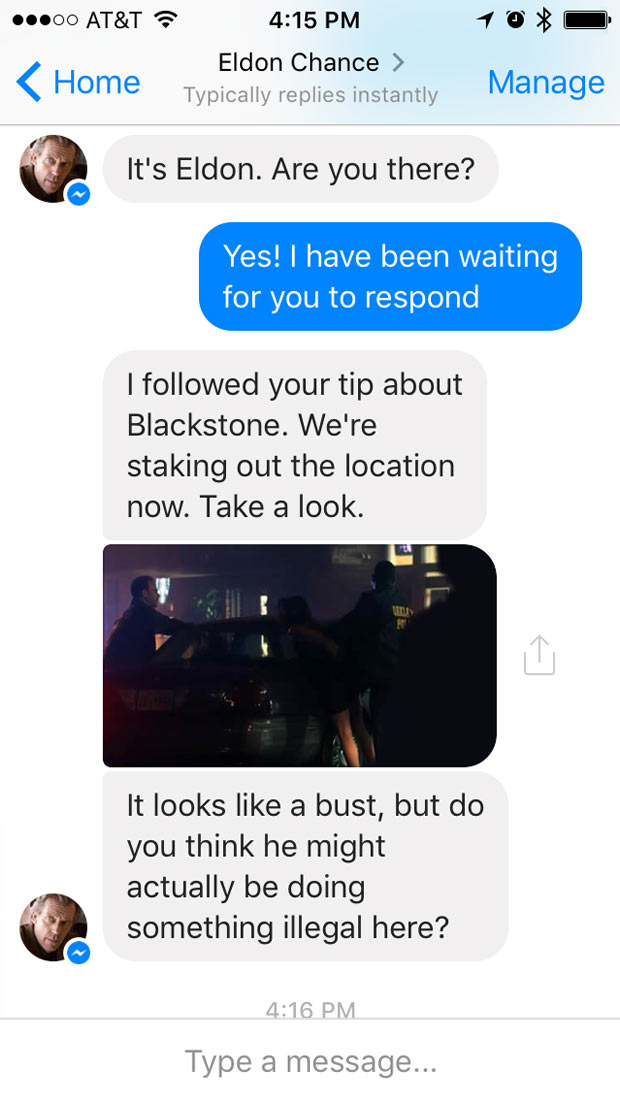 AT&T 4:15 PM
Home Eldon Chance Manage
Typically replies instantly
It's Eldon. Are you there?
Yes! I have been waiting
for you to respond
I followed your tip about
Blackstone. We're
staking out the location
now. Take a look.
It looks like a bust, but do
you think he might
actually be doing
something illegal here?
4:16 PM
Type a message...